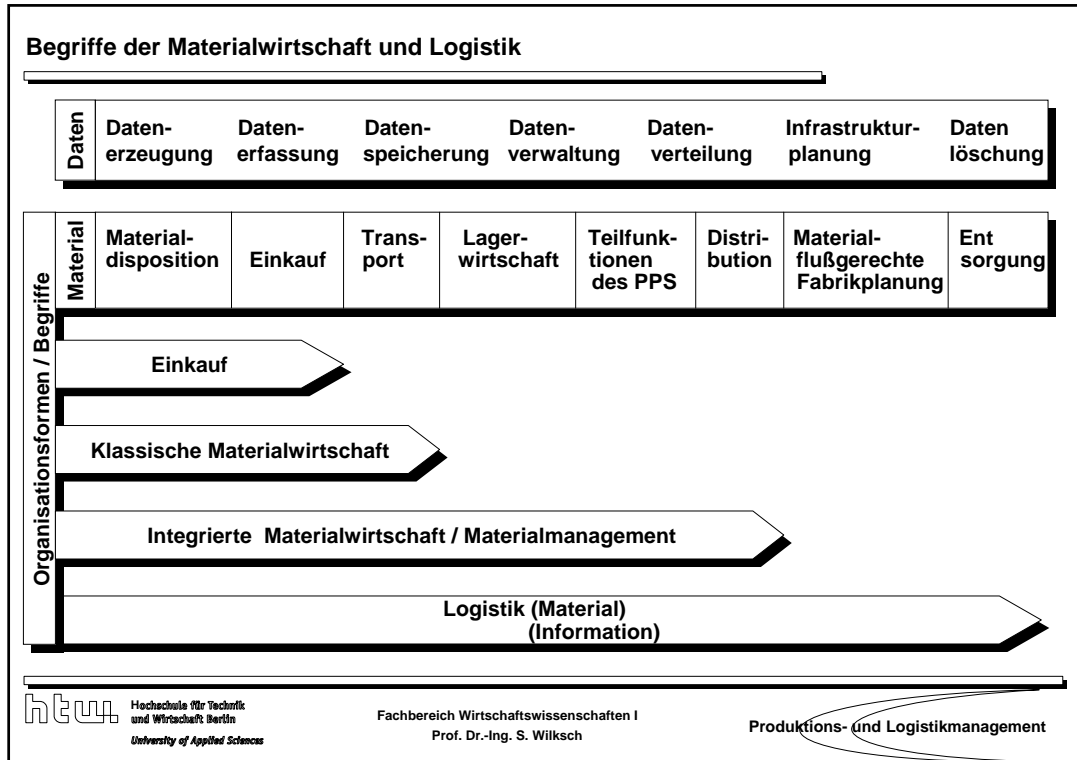 Begriffe der Materialwirtschaft und Logistik
Daten
Daten- Daten- Daten- Daten- Daten- Infrastruktur- Daten
erzeugung erfassung speicherung verwaltung verteilung planung löschung
Organisationsformen / Begriffe
Material
Material-
disposition
Einkauf
Trans-
port
Lager-
wirtschaft
Teilfunk-
tionen
des PPS
Distri-
bution
Material-
flußgerechte
Fabrikplanung
Ent
sorgung
Einkauf
Klassische Materialwirtschaft
Integrierte Materialwirtschaft / Materialmanagement
Logistik (Material)
(Information)
htw.
Hochschule für Technik
und Wirtschaft Berlin
University of Applied Sciences
Fachbereich Wirtschaftswissenschaften I
Prof. Dr.-Ing. S. Wilksch
Produktions- und Logistikmanagement